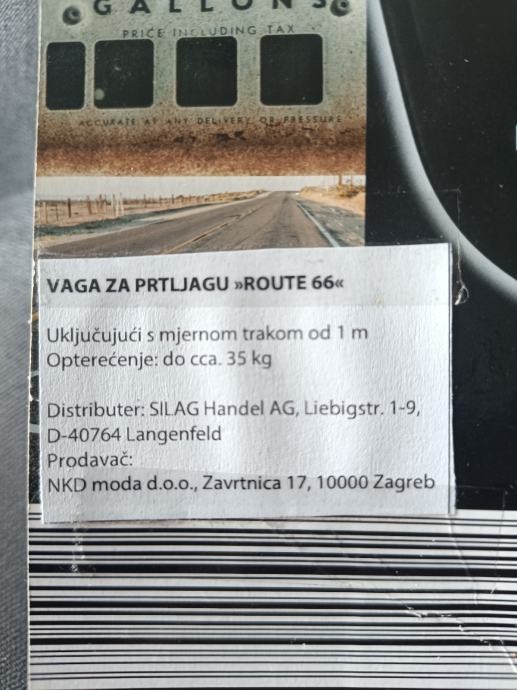 GALLONS
PRICE INCLUDING TAX
ACCURATE AT ANY DELIVERY OR PRESSURE
VAGA ZA PRTLJAGU »ROUTE 66«
Uključujući s mjernom trakom od 1 m
Opterećenje: do cca. 35 kg
Distributer: SILAG Handel AG, Liebigstr. 1-9,
D-40764 Langenfeld
Prodavač:
NKD moda d.o.o., Zavrtnica 17, 10000 Zagreb